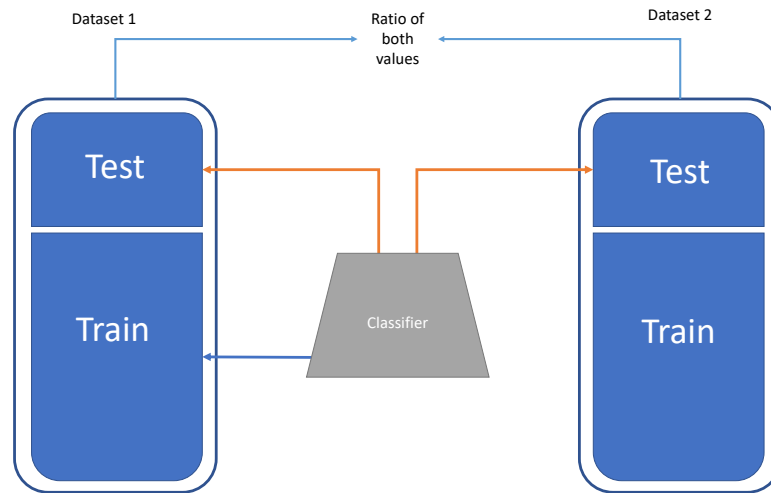 Dataset 1
Ratio of
both
values
Dataset 2
Test
Test
Train
Classifier
Train